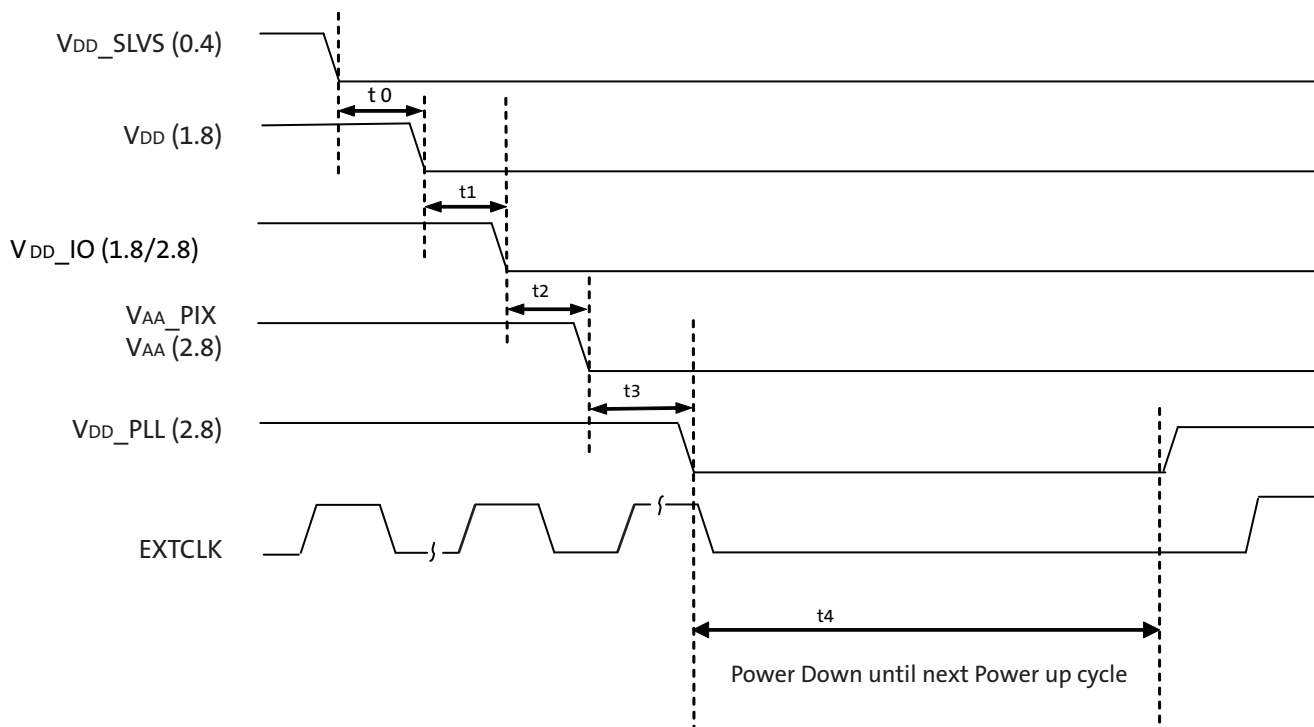 VDD_SLVS (0.4)
t 0
VDD (1.8)
t1
VDD_IO (1.8/2.8)
t2
VAA_PIX
VAA (2.8)
t3
VDD_PLL (2.8)
EXTCLK
t4
Power Down until next Power up cycle